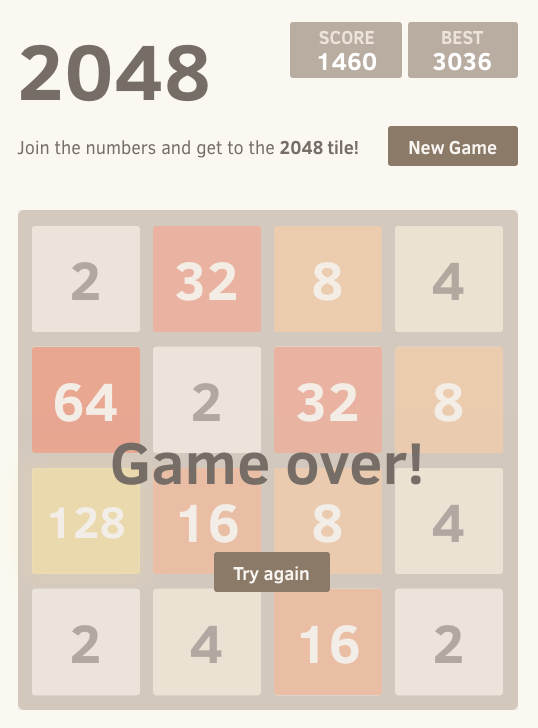 2048
SCORE
1460
BEST
3036
Join the numbers and get to the 2048 tile!
New Game
2 32 8 4
64 2 32 8
Game over!
128 16 8 4
Try again
2 4 16 2